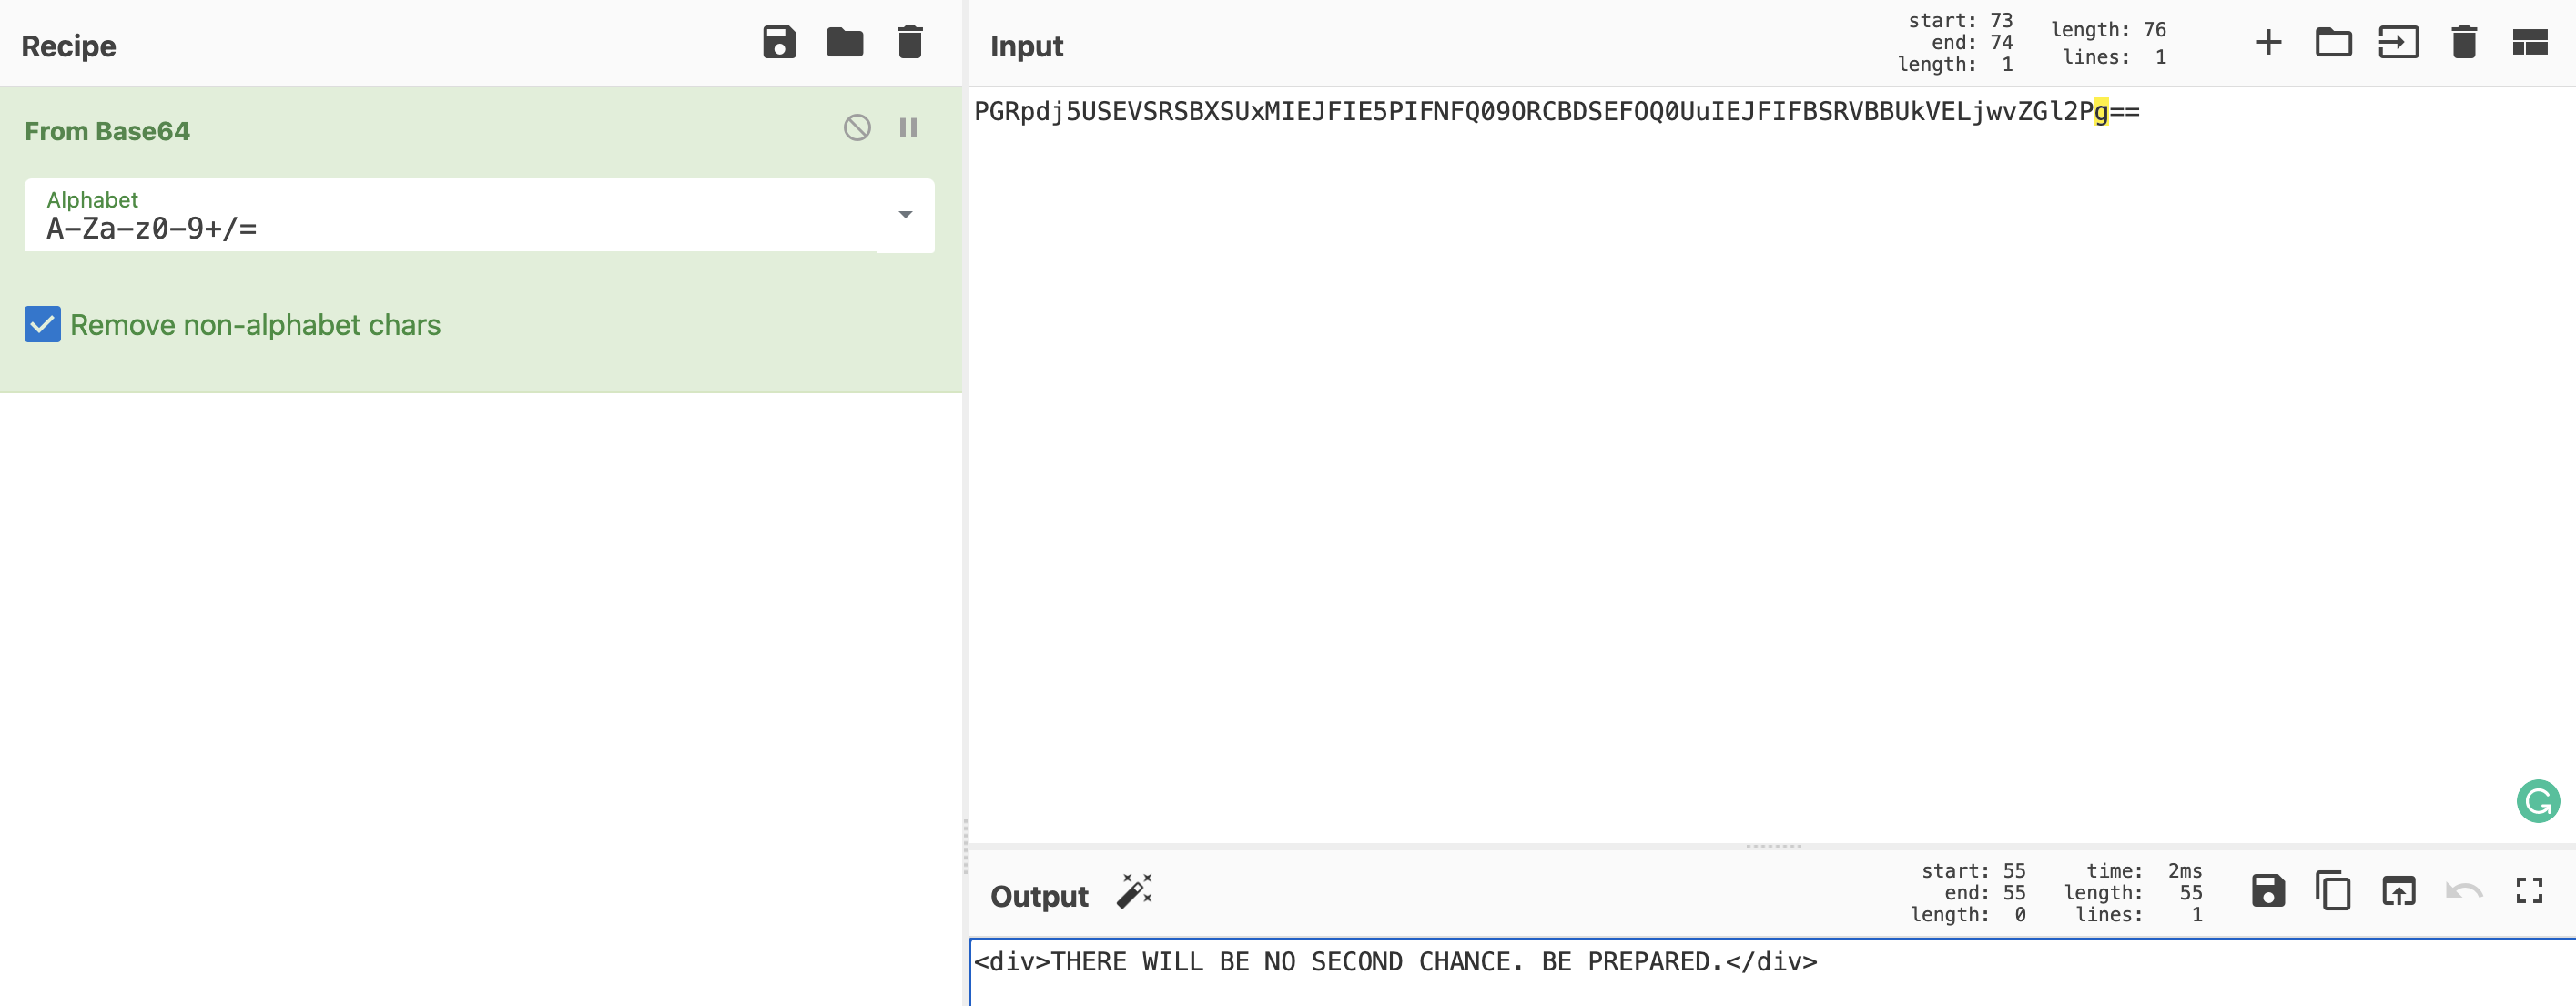 Recipe
From Base64
Alphabet
A-Za-z0-9+/=
Remove non-alphabet chars
Input
start: 73
end: 74
length: 1
length: 76
lines: 1
PGRpdj5USEVSRSBXSUxMIEJFIE5PIFNFQ09ORCBDSEFOQ0UuIEJFIFBSRVBBUkVELjwvZGl2Pg==
Output
start: 55
end: 55
length: 0
time: 2ms
length: 55
lines: 1
<div>THERE WILL BE NO SECOND CHANCE. BE PREPARED.</div>